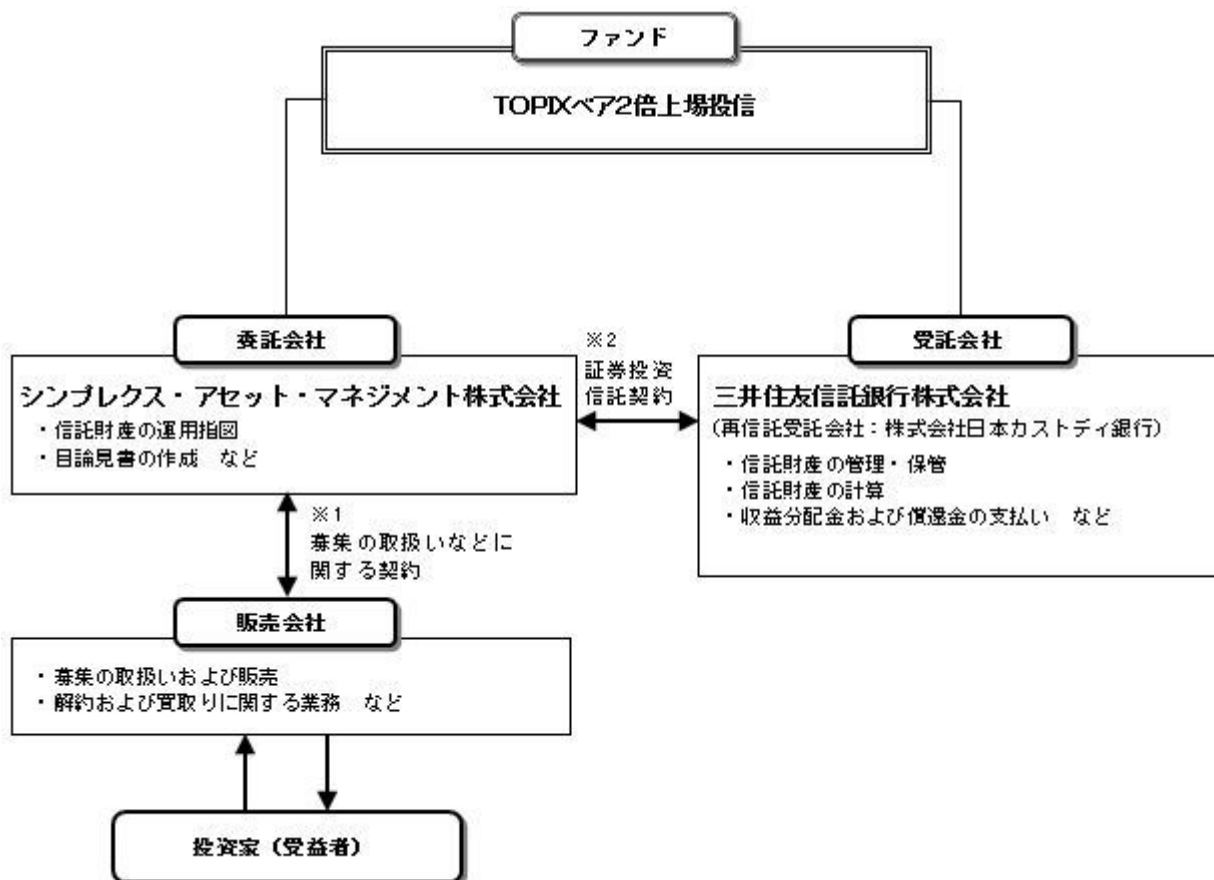 ファンド
TOPIXベア2倍上場投信
委託会社
シンプレクス・アセット・マネジメント株式会社
・信託財産の運用指図
・目論見書の作成　など
※2
証券投資
信託契約
受託会社
三井住友信託銀行株式会社
(再信託受託会社：株式会社日本カストディ銀行)
・信託財産の管理・保管
・信託財産の計算
・収益分配金および償還金の支払い　など
※1
募集の取扱いなどに
関する契約
販売会社
・募集の取扱いおよび販売
・解約および買取りに関する業務　など
投資家（受益者）